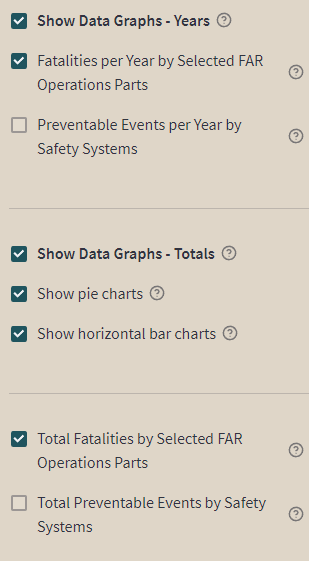 Show Data Graphs - Years
Fatalities per Year by Selected FAR
Operations Parts
Preventable Events per Year by
Safety Systems
Show Data Graphs - Totals
Show pie charts
Show horizontal bar charts
Total Fatalities by Selected FAR
Operations Parts
Total Preventable Events by Safety
Systems